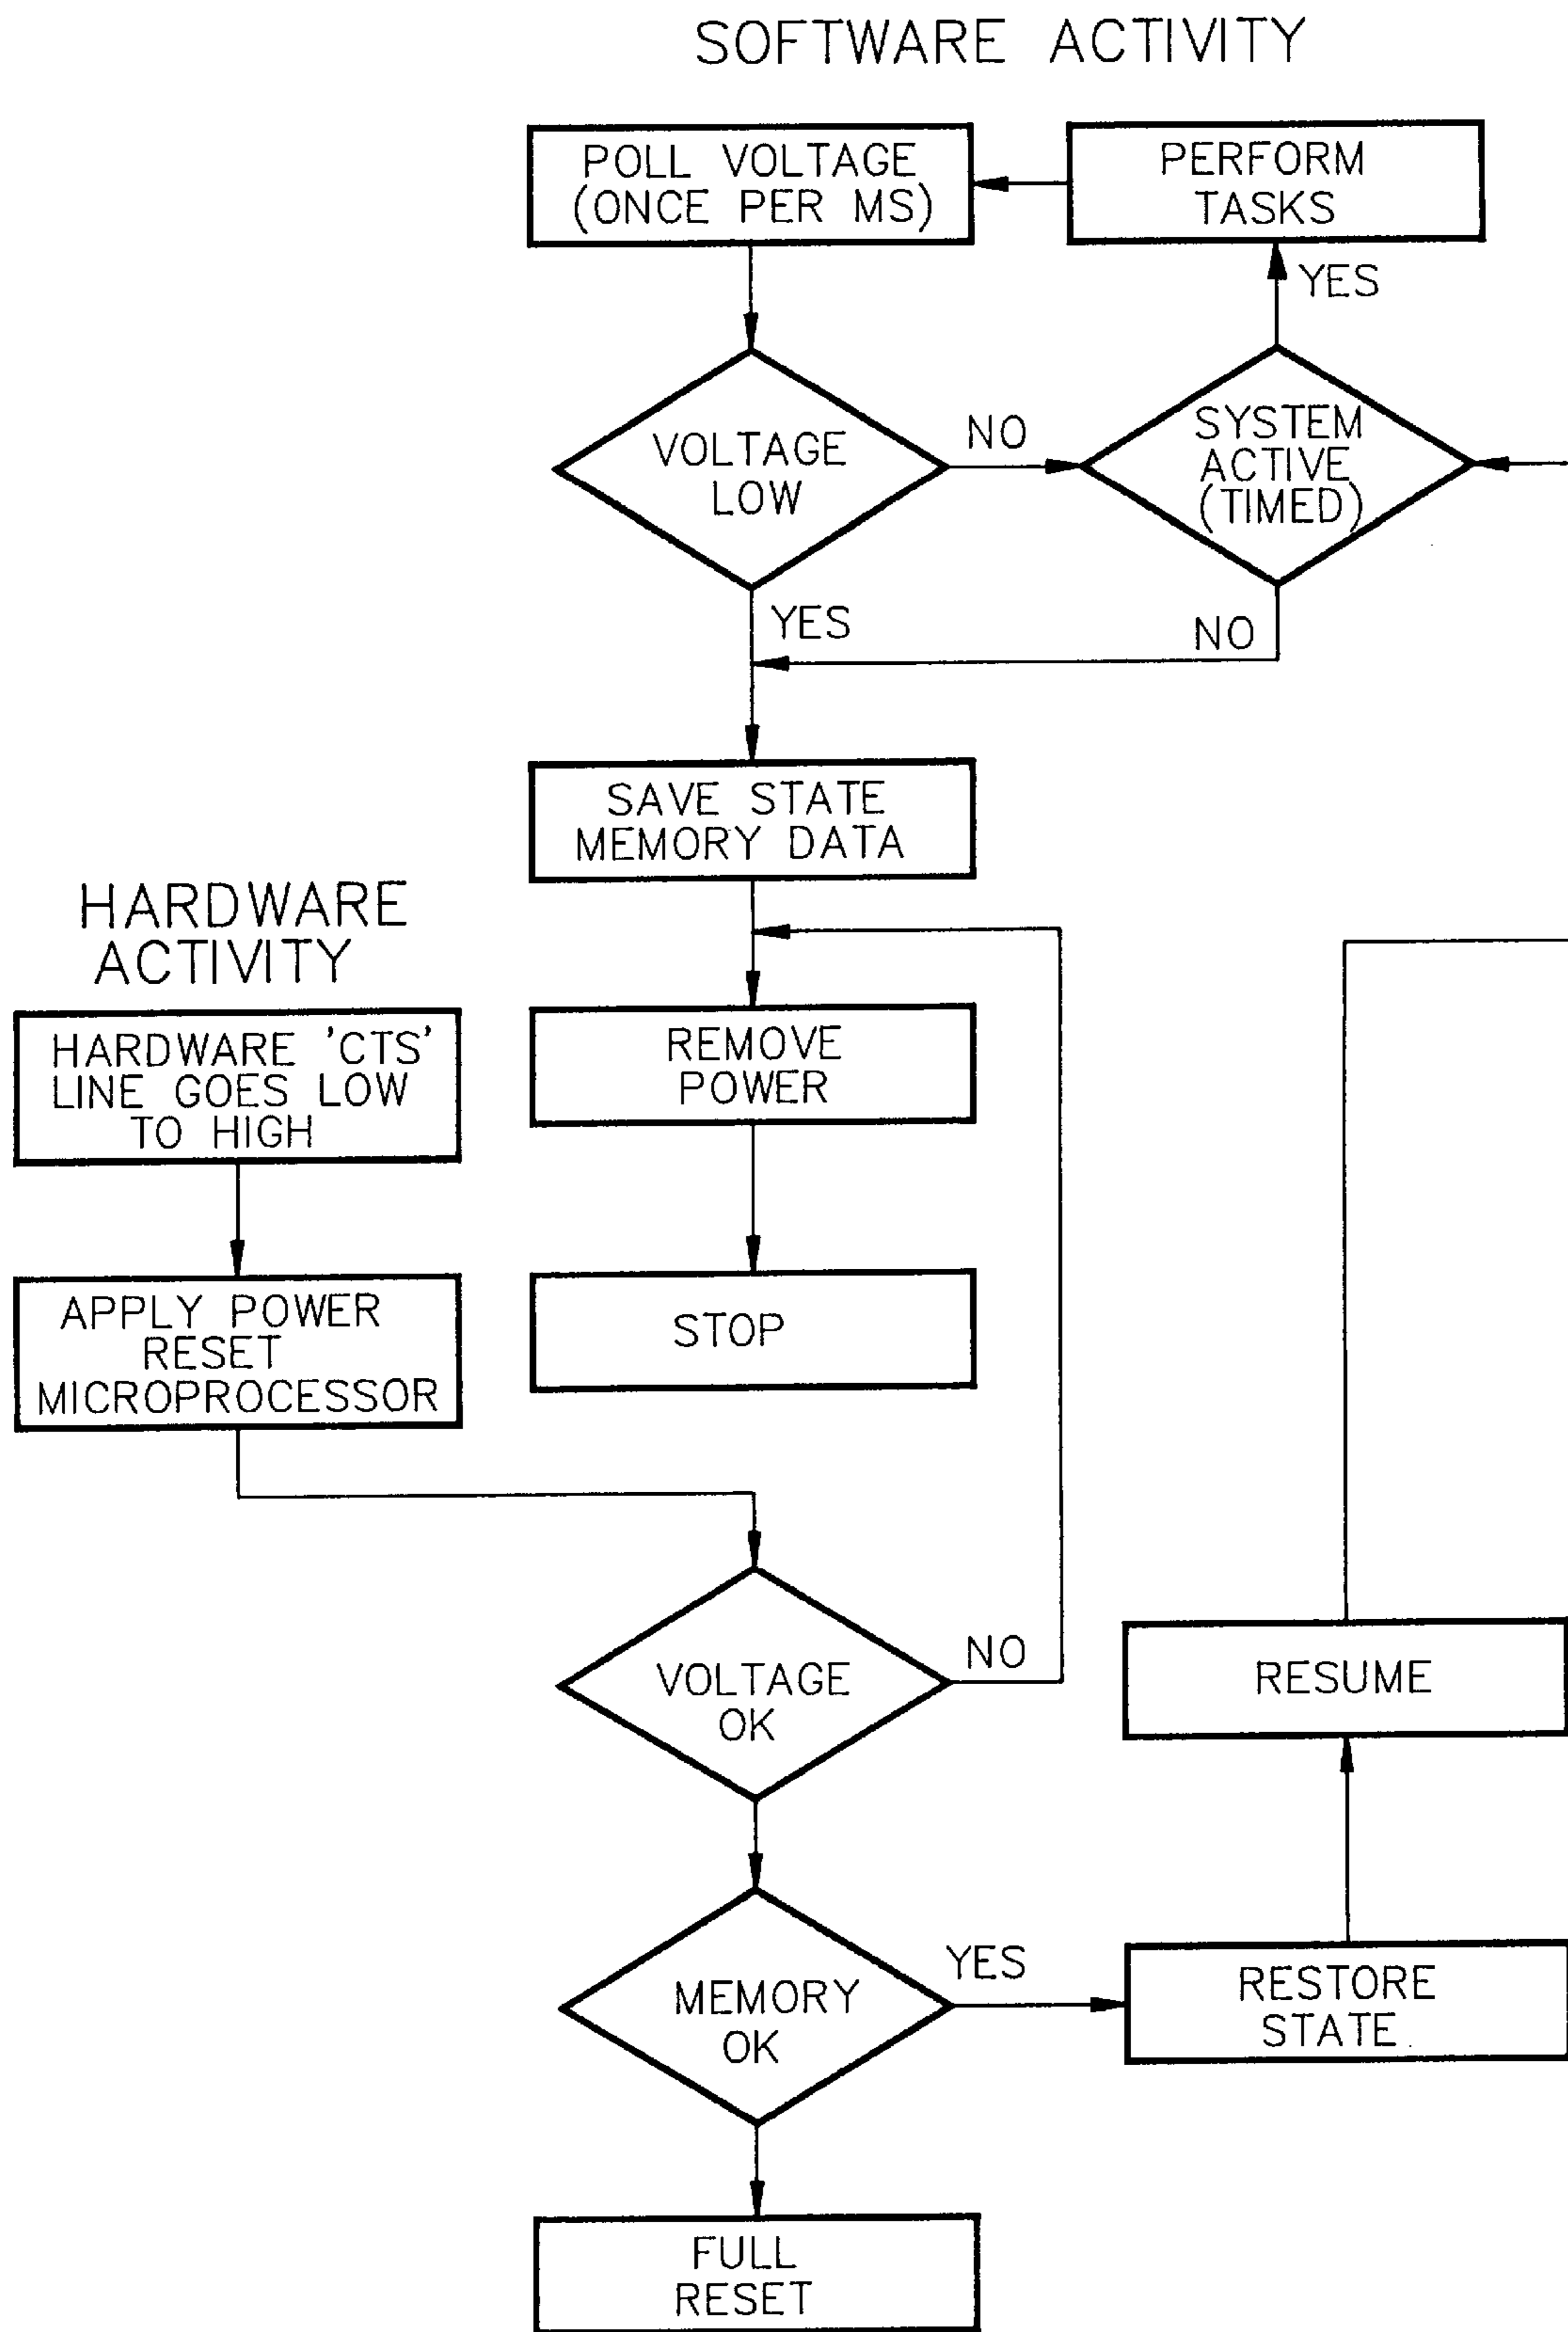 SOFTWARE ACTIVITY
POLL VOLTAGE
(ONCE PER MS)
PERFORM
TASKS
YES
VOLTAGE
LOW
NO
SYSTEM
ACTIVE
(TIMED)
YES
NO
SAVE STATE
MEMORY DATA
HARDWARE
ACTIVITY
HARDWARE 'CTS'
LINE GOES LOW
TO HIGH
REMOVE
POWER
APPLY POWER
RESET
MICROPROCESSOR
STOP
VOLTAGE
OK
NO
RESUME
MEMORY
OK
YES
RESTORE
STATE
FULL
RESET